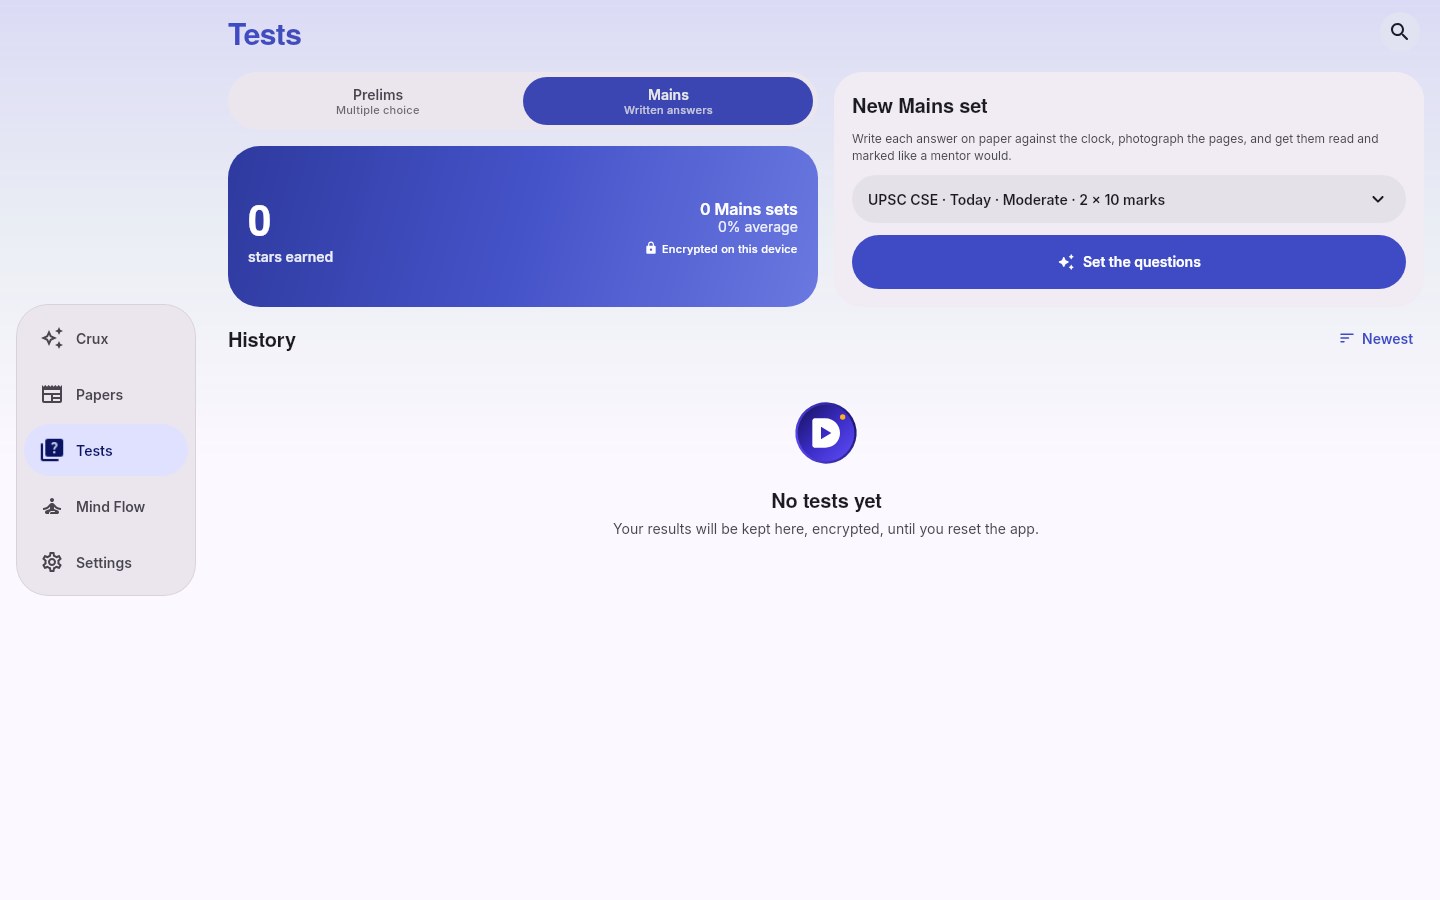 Tests
Prelims
Multiple choice
Mains
Written answers
0
stars earned
0 Mains sets
0% average
Encrypted on this device
New Mains set
Write each answer on paper against the clock, photograph the pages, and get them read and
marked like a mentor would.
UPSC CSE · Today · Moderate · 2 × 10 marks
Set the questions
Crux
Papers
Tests
Mind Flow
Settings
History
Newest
No tests yet
Your results will be kept here, encrypted, until you reset the app.